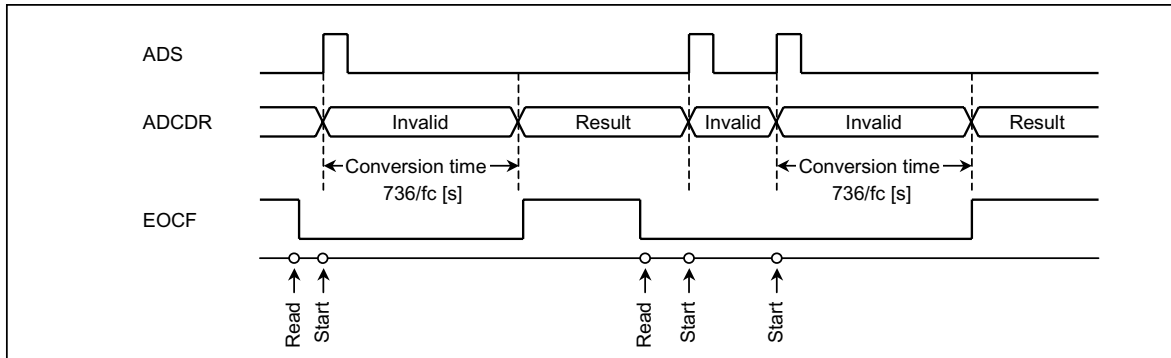 ADS
ADCDR
Invalid
Result
Invalid
Invalid
Result
Conversion time
736/fc [s]
Conversion time
736/fc [s]
EOCF
Read
Start
Read
Start
Start